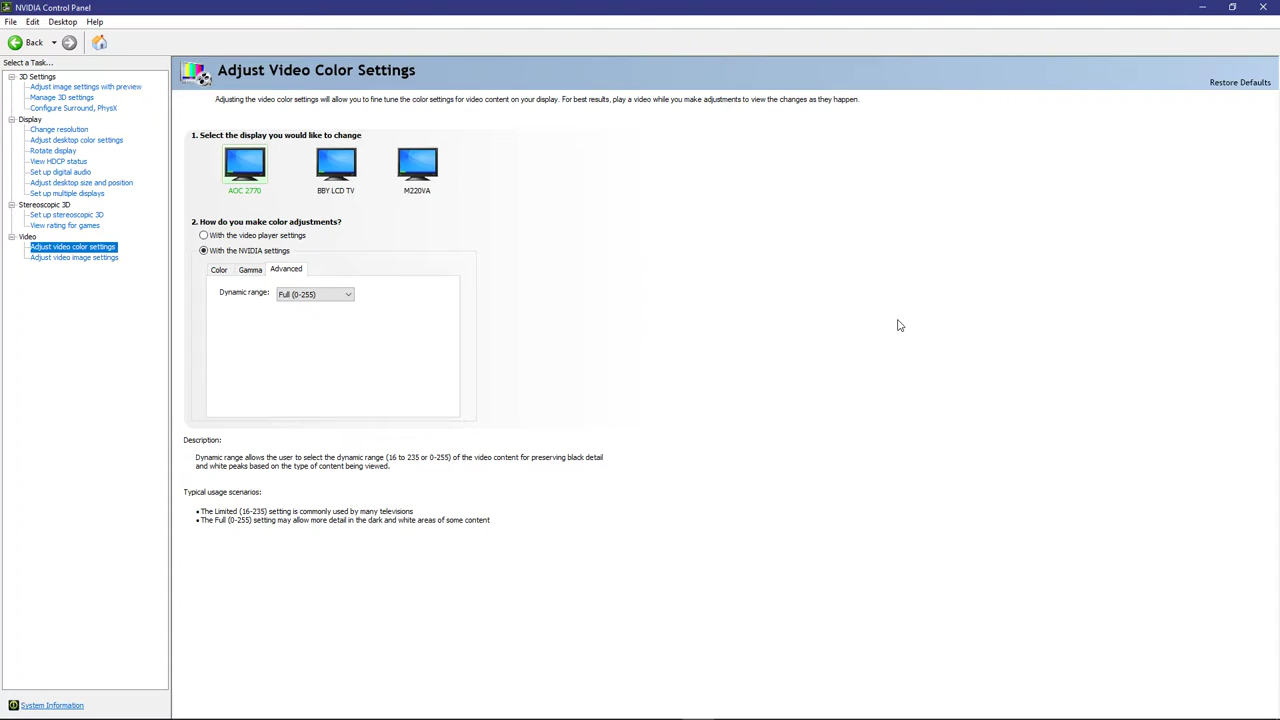 NVIDIA Control Panel
File Edit Desktop Help
Back
Select a Task...
3D Settings
Adjust image settings with preview
Manage 3D settings
Configure Surround, PhysX
Display
Change resolution
Adjust desktop color settings
Rotate display
View HDCP status
Set up digital audio
Adjust desktop size and position
Set up multiple displays
Stereoscopic 3D
Set up stereoscopic 3D
View rating for games
Video
Adjust video color settings
Adjust video image settings
System Information
Adjust Video Color Settings
Restore Defaults
Adjusting the video color settings will allow you to fine tune the color settings for video content on your display. For best results, play a video while you make adjustments to view the changes as they happen.
1. Select the display you would like to change
AOC 2770 BBY LCD TV M220VA
2. How do you make color adjustments?
With the video player settings
With the NVIDIA settings
Color Gamma Advanced
Dynamic range: Full (0-255)
Description:
Dynamic range allows the user to select the dynamic range (16 to 235 or 0-255) of the video content for preserving black detail
and white peaks based on the type of content being viewed.
Typical usage scenarios:
• The Limited (16-235) setting is commonly used by many televisions
• The Full (0-255) setting may allow more detail in the dark and white areas of some content